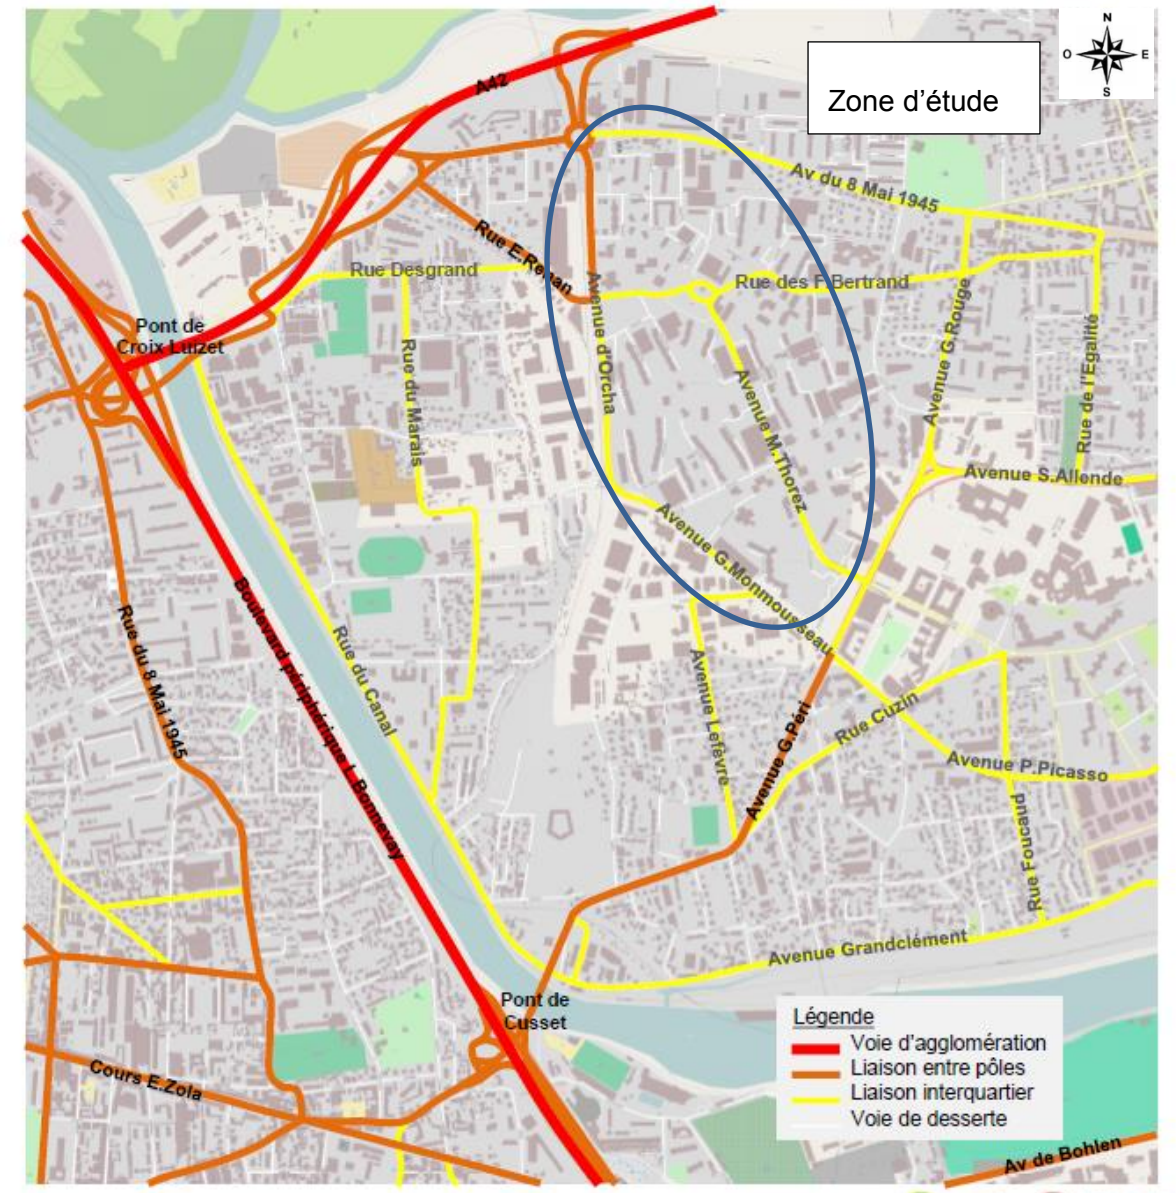 N
O
E
S
Zone d'étude
A42
Av du 8 Mai 1945
Rue E.Renan
Rue Desgrand
Rue des F.Bertrand
Avenue d'Orcha
Avenue G.Rouge
Rue de l'Egalité
Pont de
Croix Luizet
Rue du Marais
Avenue M.Thorez
Avenue S.Allende
Avenue G.Monmousseau
Boulevard périphérique L.Bonnevay
Rue du 8 Mai 1945
Rue du Canal
Avenue Lefèvre
Avenue G.Péri
Rue Cuzin
Avenue P.Picasso
Rue Foucaud
Avenue Grandclément
Pont de
Cusset
Cours E.Zola
Légende
Voie d'agglomération
Liaison entre pôles
Liaison interquartier
Voie de desserte
Av de Bohlen